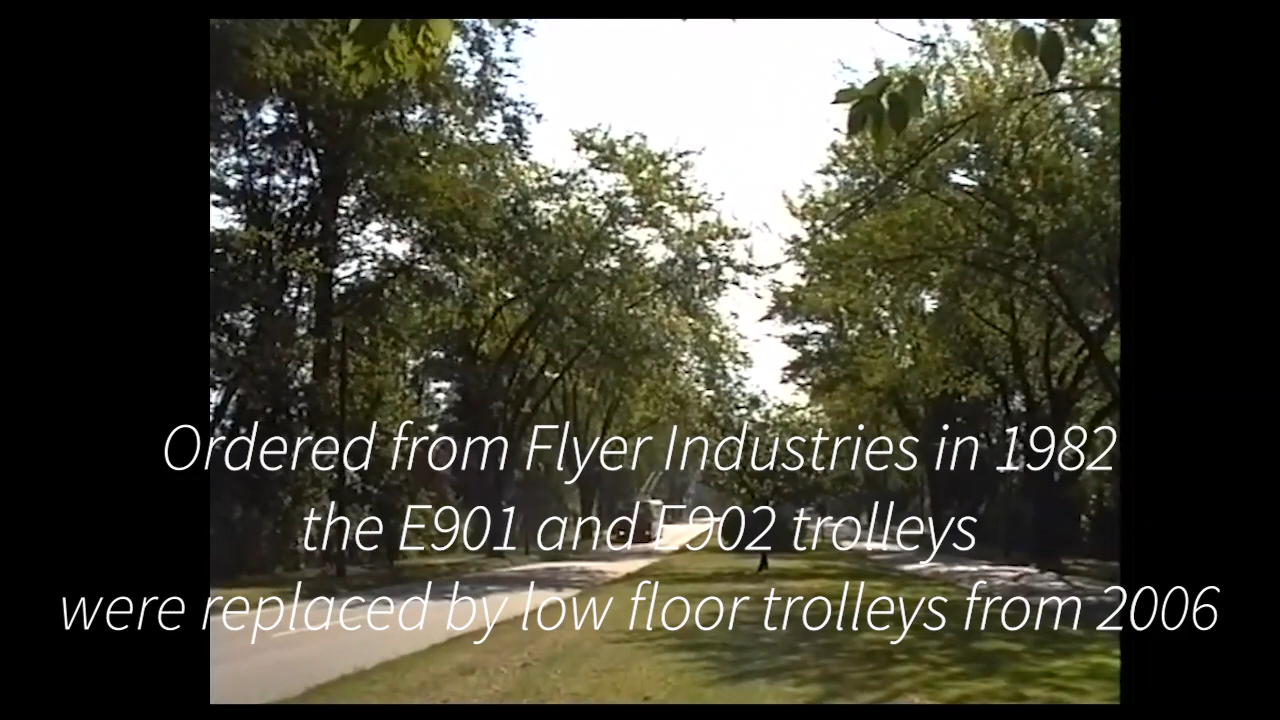 Ordered from Flyer Industries in 1982
the E901 and E902 trolleys
were replaced by low floor trolleys from 2006